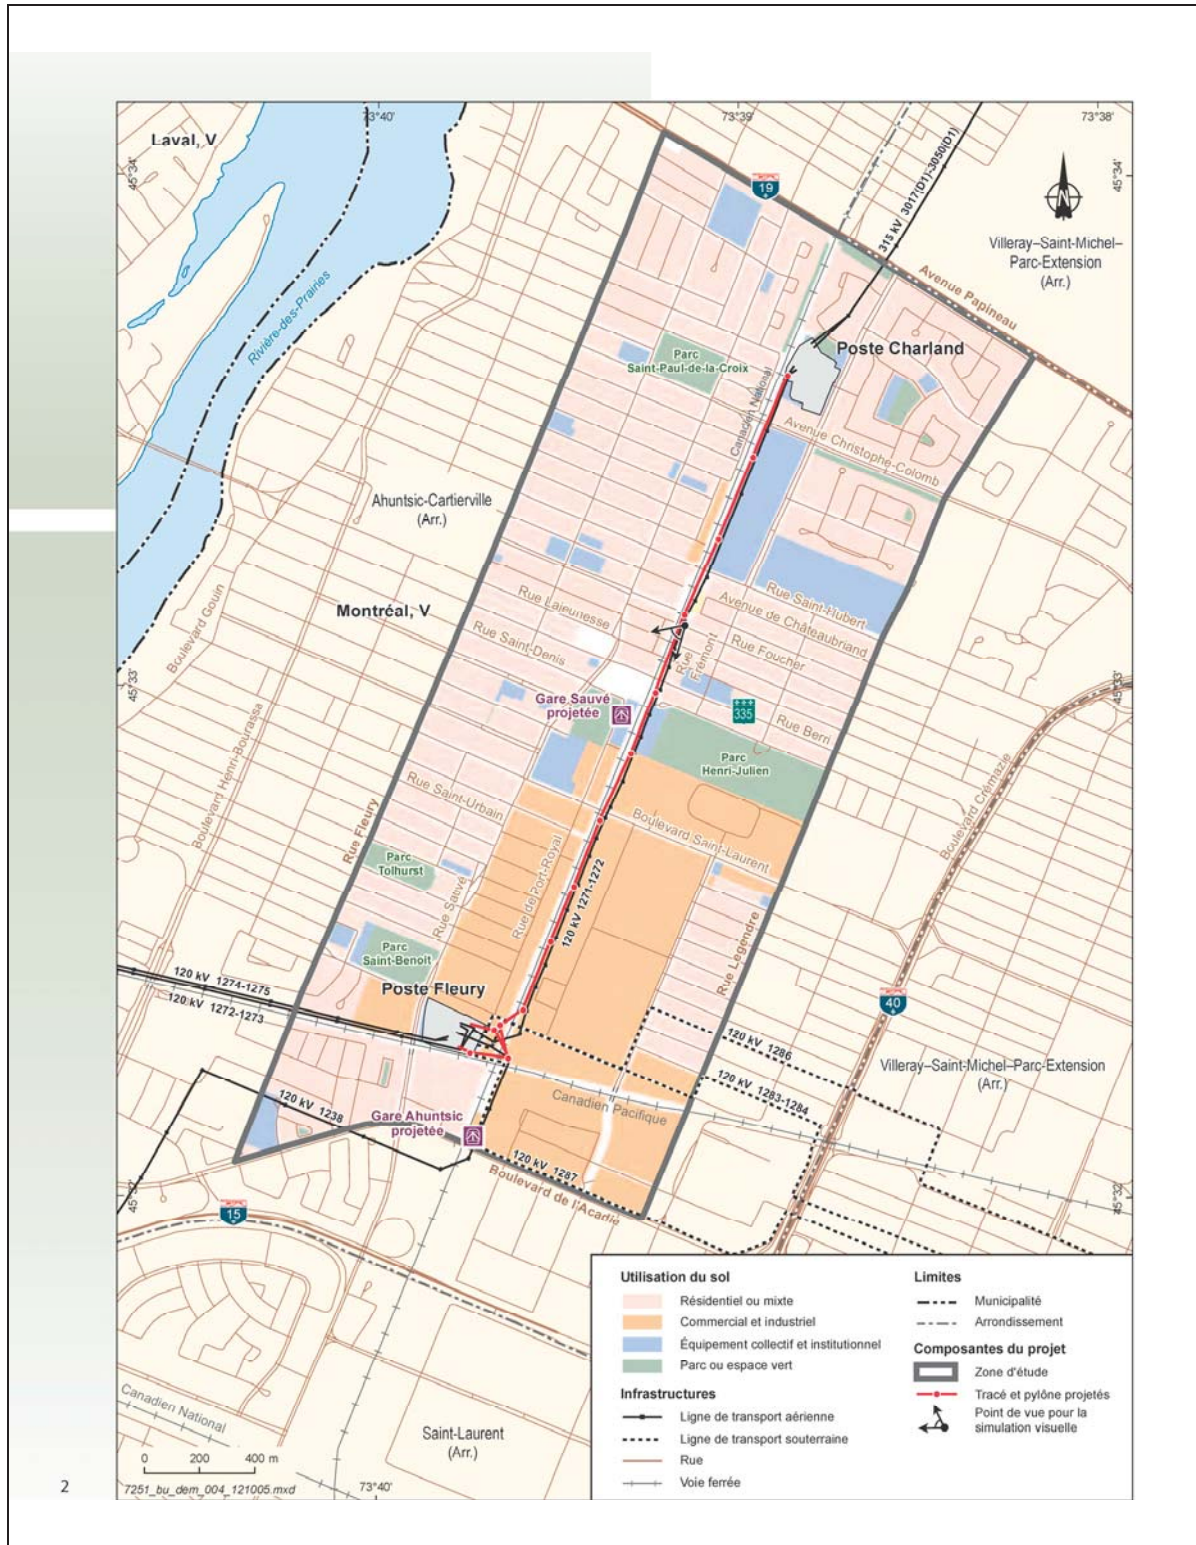 Laval, V
73°40'
73°39'
73°38'
45°34'
45°34'
19
315 kV 3017(D1)-3050(D1)
N
Villeray–Saint-Michel–
Parc-Extension
(Arr.)
Avenue Papineau
Rivière-des-Prairies
Parc
Saint-Paul-de-la-Croix
Poste Charland
Canadien National
Avenue Christophe-Colomb
Ahuntsic-Cartierville
(Arr.)
Montréal, V
Boulevard Gouin
Rue Lajeunesse
Rue Saint-Denis
Rue Saint-Hubert
Avenue de Châteaubriand
Rue Foucher
Rue Frémont
Rue Berri
45°33'
45°33'
Gare Sauvé
projetée
335
Parc
Henri-Julien
Boulevard Henri-Bourassa
Rue Fleury
Rue Saint-Urbain
Boulevard Saint-Laurent
Boulevard Crémazie
Parc
Tolhurst
Rue Sauvé
Rue de Port-Royal
120 kV 1271-1272
Rue Legendre
Parc
Saint-Benoit
Poste Fleury
120 kV 1274-1275
120 kV 1272-1273
40
120 kV 1286
120 kV 1283-1284
Villeray–Saint-Michel–Parc-Extension
(Arr.)
120 kV 1238
Canadien Pacifique
Gare Ahuntsic
projetée
120 kV 1287
Boulevard de l'Acadie
45°32'
45°32'
15
Canadien National
Saint-Laurent
(Arr.)
0 200 400 m
7251_bu_dem_004_121005.mxd
73°40'
Utilisation du sol
Résidentiel ou mixte
Commercial et industriel
Équipement collectif et institutionnel
Parc ou espace vert
Infrastructures
Ligne de transport aérienne
Ligne de transport souterraine
Rue
Voie ferrée
Limites
Municipalité
Arrondissement
Composantes du projet
Zone d'étude
Tracé et pylône projetés
Point de vue pour la
simulation visuelle
2